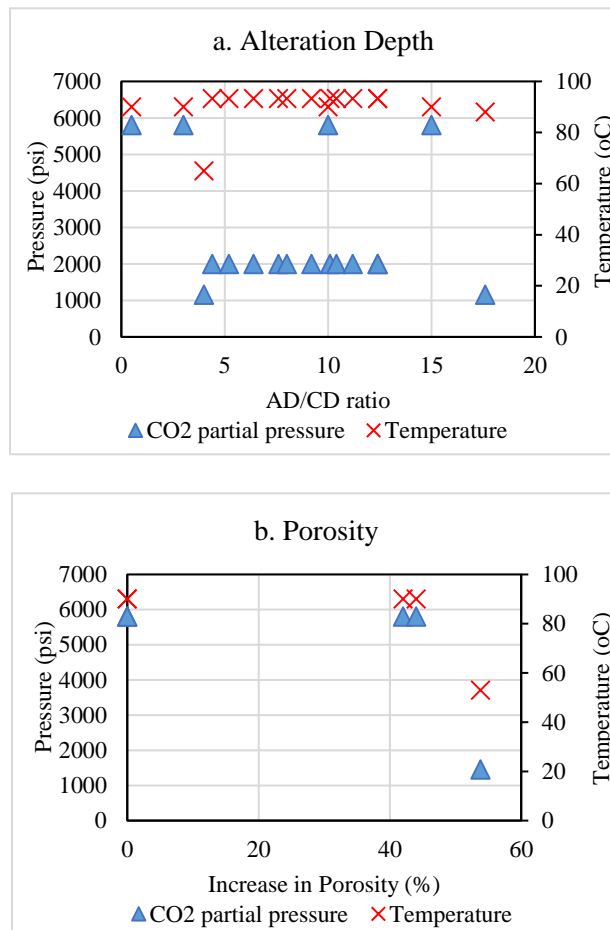 a. Alteration Depth
7000
6000
5000
4000
3000
2000
1000
0
100
80
60
40
20
0
Pressure (psi)
Temperature (oC)
0 5 10 15 20
AD/CD ratio
CO2 partial pressure Temperature
b. Porosity
7000
6000
5000
4000
3000
2000
1000
0
100
80
60
40
20
0
Pressure (psi)
Temperature (oC)
0 20 40 60
Increase in Porosity (%)
CO2 partial pressure Temperature